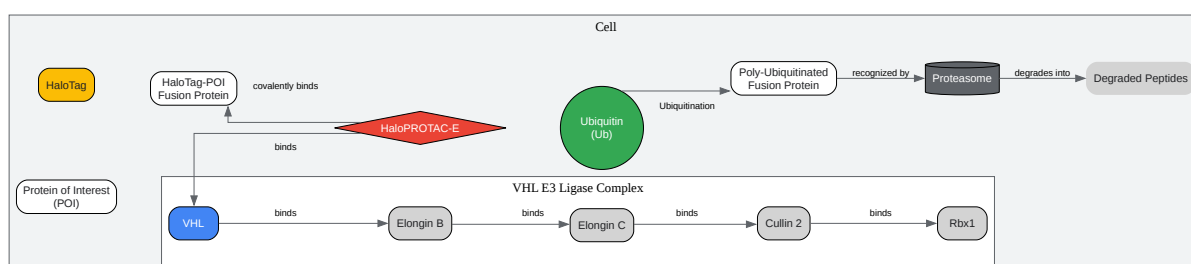 Cell
HaloTag
HaloTag-POI
Fusion Protein
covalently binds
HaloPROTAC-E
binds
Ubiquitin
(Ub)
Ubiquitination
Poly-Ubiquitinated
Fusion Protein
recognized by
Proteasome
degrades into
Degraded Peptides
Protein of Interest
(POI)
VHL E3 Ligase Complex
VHL
binds
Elongin B
binds
Elongin C
binds
Cullin 2
binds
Rbx1